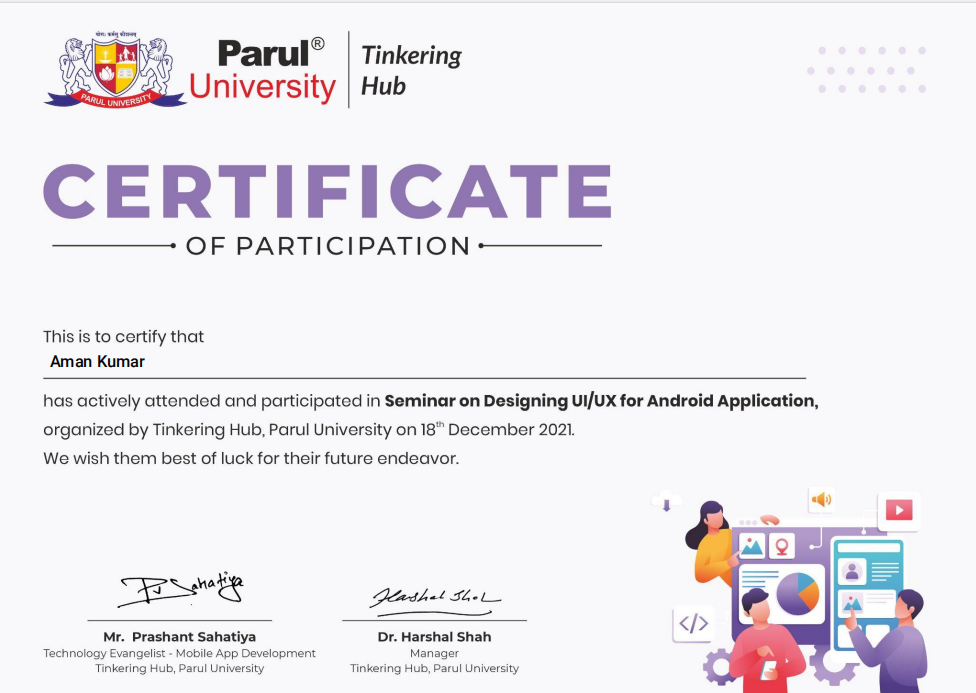 योगः कर्मसु कौशलम्
PARUL UNIVERSITY
Parul®
University
Tinkering
Hub
CERTIFICATE
OF PARTICIPATION
This is to certify that
Aman Kumar
has actively attended and participated in Seminar on Designing UI/UX for Android Application,
organized by Tinkering Hub, Parul University on 18th December 2021.
We wish them best of luck for their future endeavor.
PJSahatiya
Harshal Shah
Mr. Prashant Sahatiya
Technology Evangelist - Mobile App Development
Tinkering Hub, Parul University
Dr. Harshal Shah
Manager
Tinkering Hub, Parul University
</>